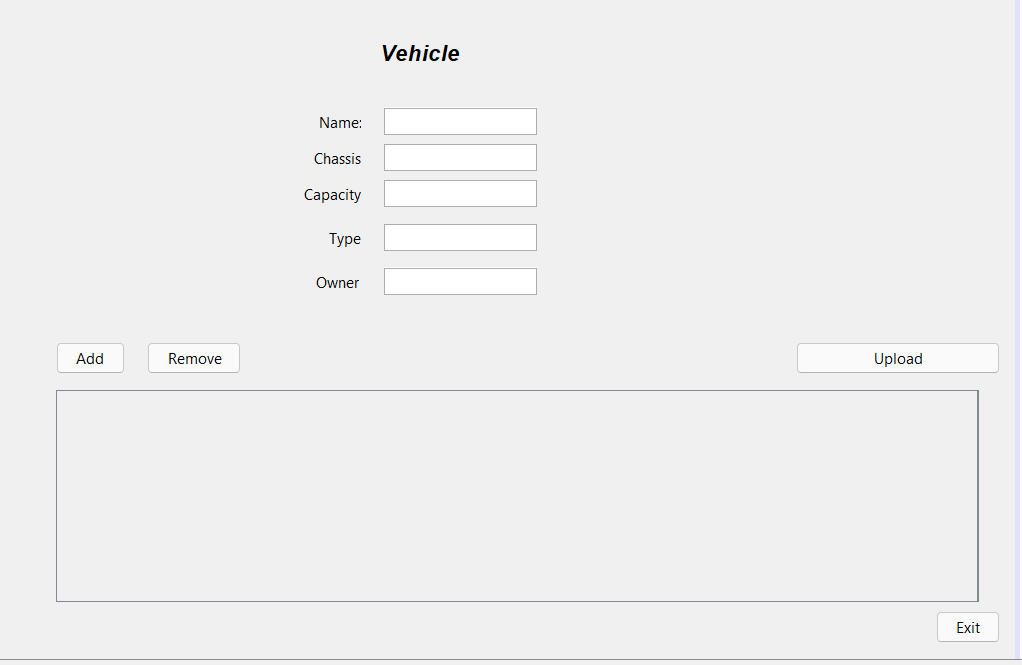 Vehicle
Name:
Chassis
Capacity
Type
Owner
Add Remove Upload
Exit